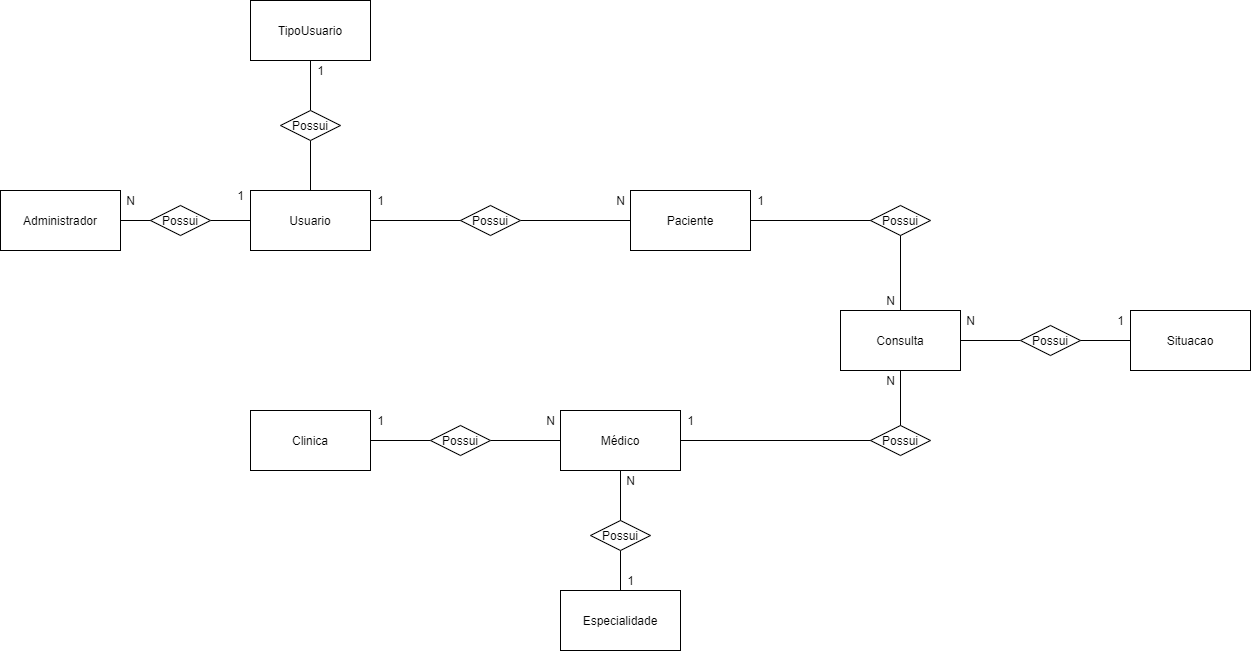 TipoUsuario
1
Possui
Administrador
N
Possui
1
Usuario
1
Possui
N
Paciente
1
Possui
N
Consulta
N
Possui
1
Situacao
N
Possui
Clinica
1
Possui
N
Médico
1
N
Possui
1
Especialidade